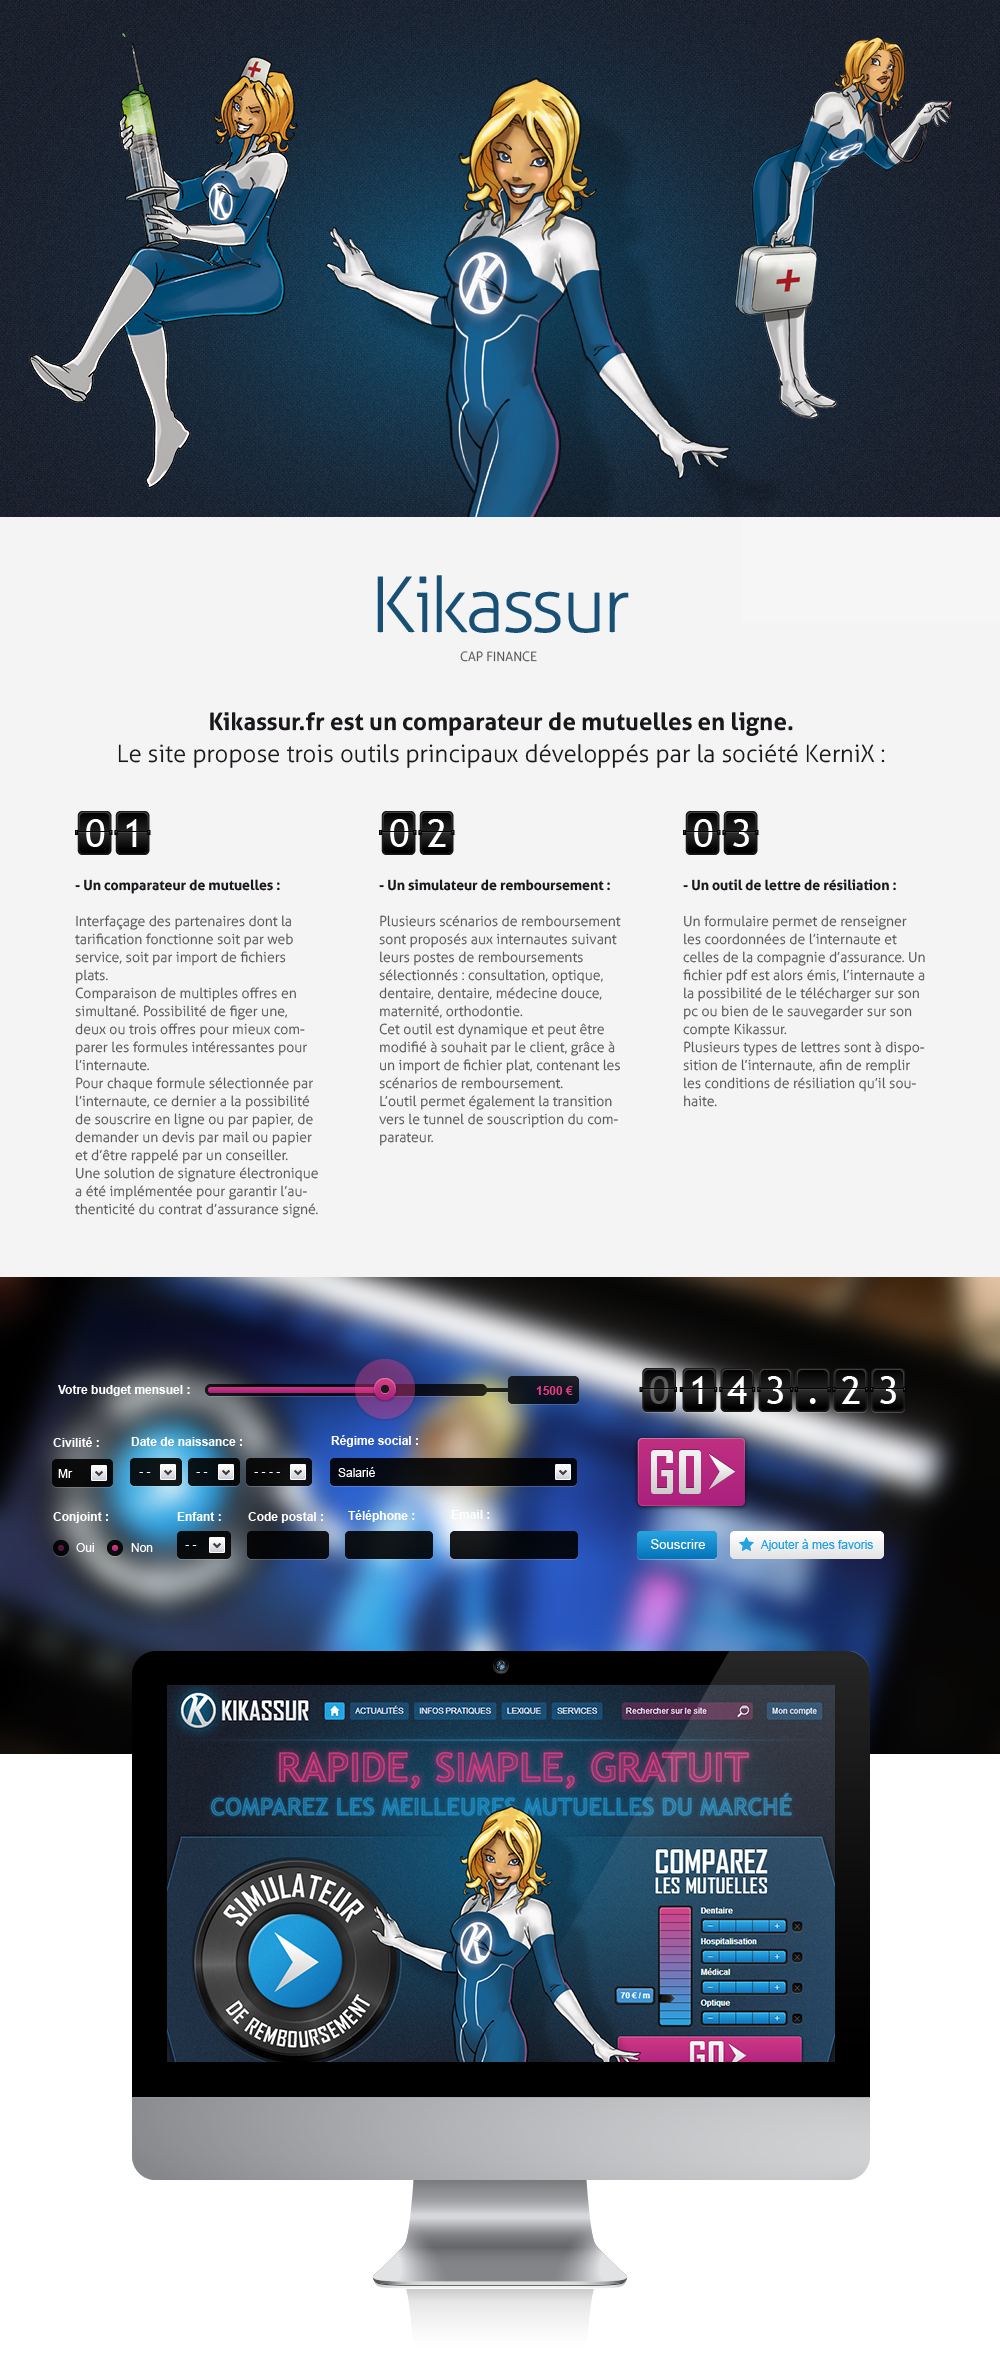 K
K
K
Kikassur
CAP FINANCE
Kikassur.fr est un comparateur de mutuelles en ligne.
Le site propose trois outils principaux développés par la société KerniX :
01
- Un comparateur de mutuelles :
Interfaçage des partenaires dont la
tarification fonctionne soit par web
service, soit par import de fichiers
plats.
Comparaison de multiples offres en
simultané. Possibilité de figer une,
deux ou trois offres pour mieux com-
parer les formules intéressantes pour
l'internaute.
Pour chaque formule sélectionnée par
l'internaute, ce dernier a la possibilité
de souscrire en ligne ou par papier, de
demander un devis par mail ou papier
et d'être rappelé par un conseiller.
Une solution de signature électronique
a été implémentée pour garantir l'au-
thenticité du contrat d'assurance signé.
02
- Un simulateur de remboursement :
Plusieurs scénarios de remboursement
sont proposés aux internautes suivant
leurs postes de remboursements
sélectionnés : consultation, optique,
dentaire, dentaire, médecine douce,
maternité, orthodontie.
Cet outil est dynamique et peut être
modifié à souhait par le client, grâce à
un import de fichier plat, contenant les
scénarios de remboursement.
L'outil permet également la transition
vers le tunnel de souscription du com-
parateur.
03
- Un outil de lettre de résiliation :
Un formulaire permet de renseigner
les coordonnées de l'internaute et
celles de la compagnie d'assurance. Un
fichier pdf est alors émis, l'internaute a
la possibilité de le télécharger sur son
pc ou bien de le sauvegarder sur son
compte Kikassur.
Plusieurs types de lettres sont à dispo-
sition de l'internaute, afin de remplir
les conditions de résiliation qu'il sou-
haite.
Votre budget mensuel : 1500 €
0143.23
Civilité : Date de naissance : Régime social :
Mr -- -- ---- Salarié
GO
Conjoint : Enfant : Code postal : Téléphone : Email :
Oui Non --
Souscrire Ajouter à mes favoris
K KIKASSUR ACTUALITÉS INFOS PRATIQUES LEXIQUE SERVICES Rechercher sur le site Mon compte
RAPIDE, SIMPLE, GRATUIT
COMPAREZ LES MEILLEURES MUTUELLES DU MARCHÉ
SIMULATEUR
DE REMBOURSEMENT
K
COMPAREZ
LES MUTUELLES
Dentaire
- +
Hospitalisation
- +
Médical
- +
70 € / m
Optique
- +
GO